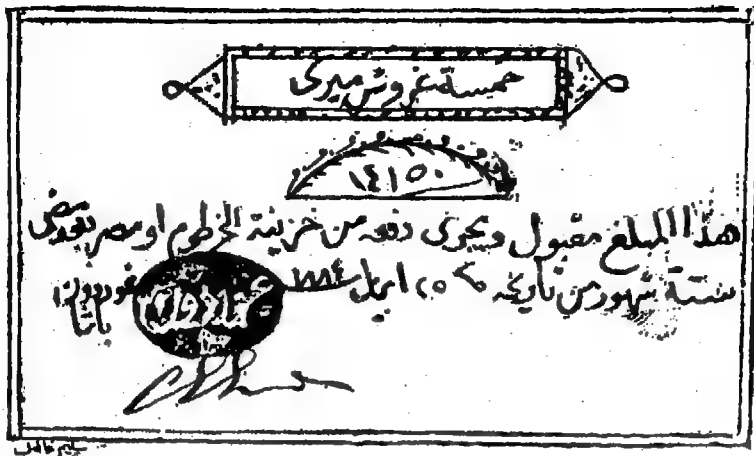 خمسة غروش ميرى
١٤١٥٠
هذا المبلغ مقبول ويجرى دفعه من خزينة الخرطوم او مصر بعد مضى
ستة شهور من تاريخه ٢٥ ابريل ١٨٨٤ غوردون
باشا